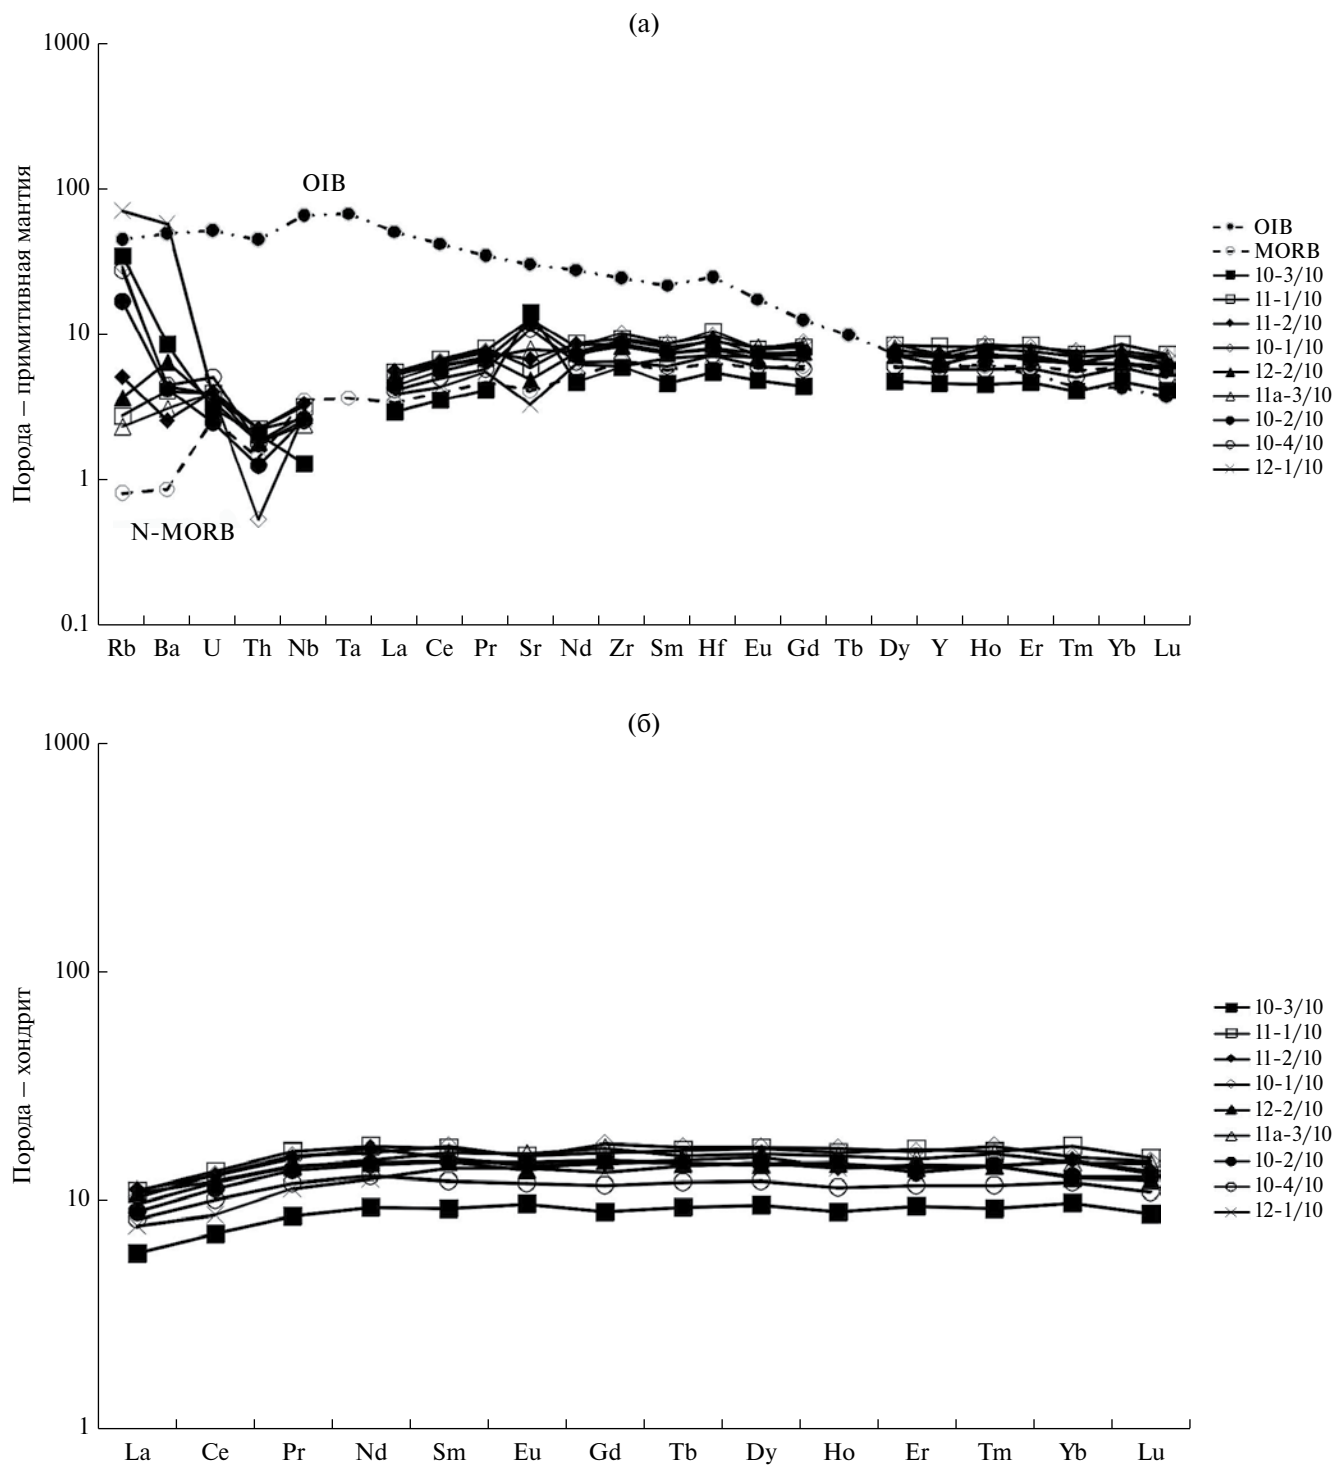 (а)
1000
100
10
1
0.1
Порода – примитивная мантия
OIB
N-MORB
Rb Ba U Th Nb Ta La Ce Pr Sr Nd Zr Sm Hf Eu Gd Tb Dy Y Ho Er Tm Yb Lu
OIB
MORB
10-3/10
11-1/10
11-2/10
10-1/10
12-2/10
11a-3/10
10-2/10
10-4/10
12-1/10
(б)
1000
100
10
1
Порода – хондрит
La Ce Pr Nd Sm Eu Gd Tb Dy Ho Er Tm Yb Lu
10-3/10
11-1/10
11-2/10
10-1/10
12-2/10
11a-3/10
10-2/10
10-4/10
12-1/10